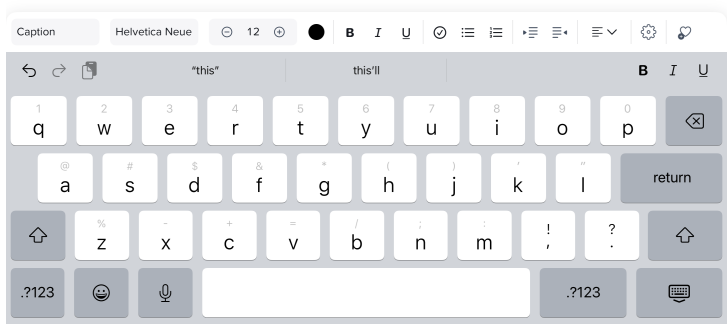 Caption Helvetica Neue 12 B I U
"this" this'll B I U
1 2 3 4 5 6 7 8 9 0
q w e r t y u i o p
@ # $ & * ( ) ' "
a s d f g h j k l return
% - + = / ; : ! ?
z x c v b n m , .
.?123 .?123